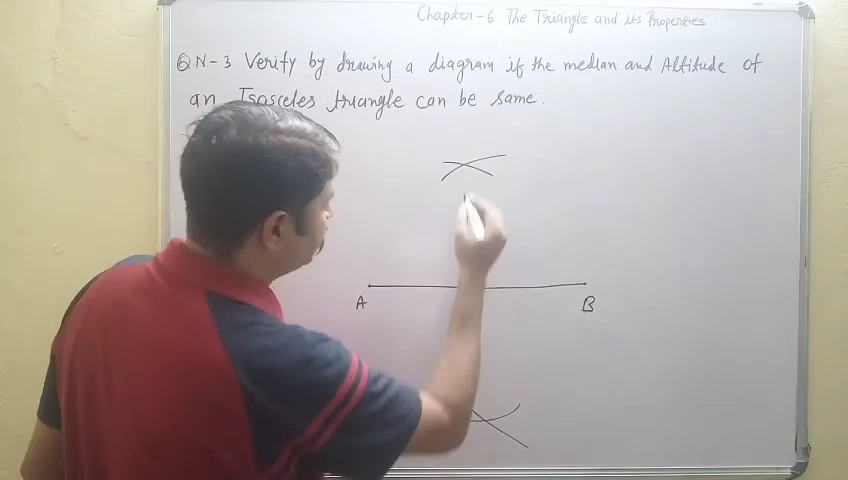 Chapter-6 The Triangle and its Properties
Q.N-3 Verify by drawing a diagram if the median and Altitude of
an Isosceles triangle can be same.
A
B